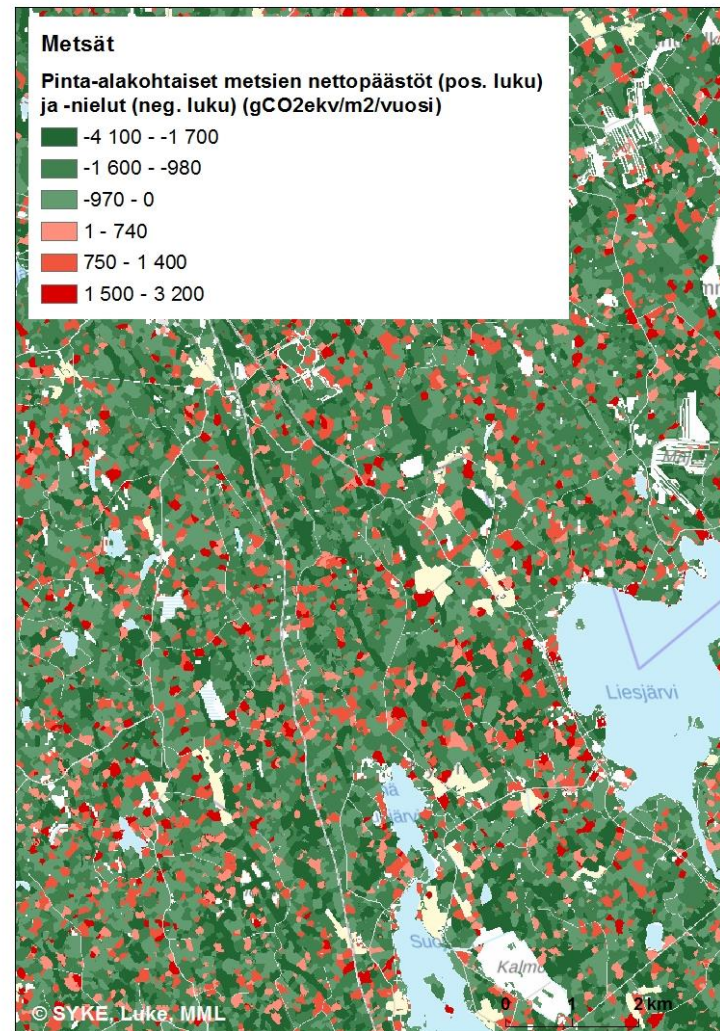 Metsät
Pinta-alakohtaiset metsien nettopäästöt (pos. luku)
ja -nielut (neg. luku) (gCO2ekv/m2/vuosi)
-4 100 - -1 700
-1 600 - -980
-970 - 0
1 - 740
750 - 1 400
1 500 - 3 200
Liesjärvi
Kalmo
0 1 2 km
© SYKE, Luke, MML